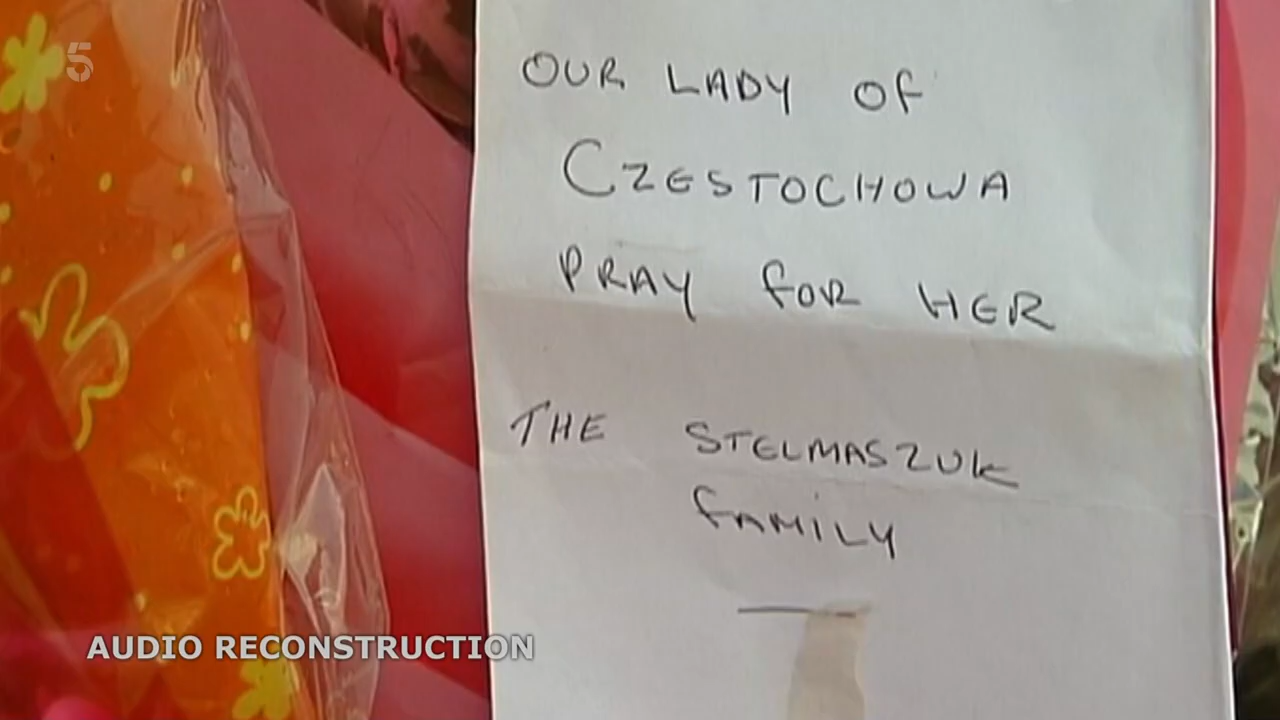 5
OUR LADY OF
CZESTOCHOWA
PRAY FOR HER
THE STELMASZUK
FAMILY
AUDIO RECONSTRUCTION